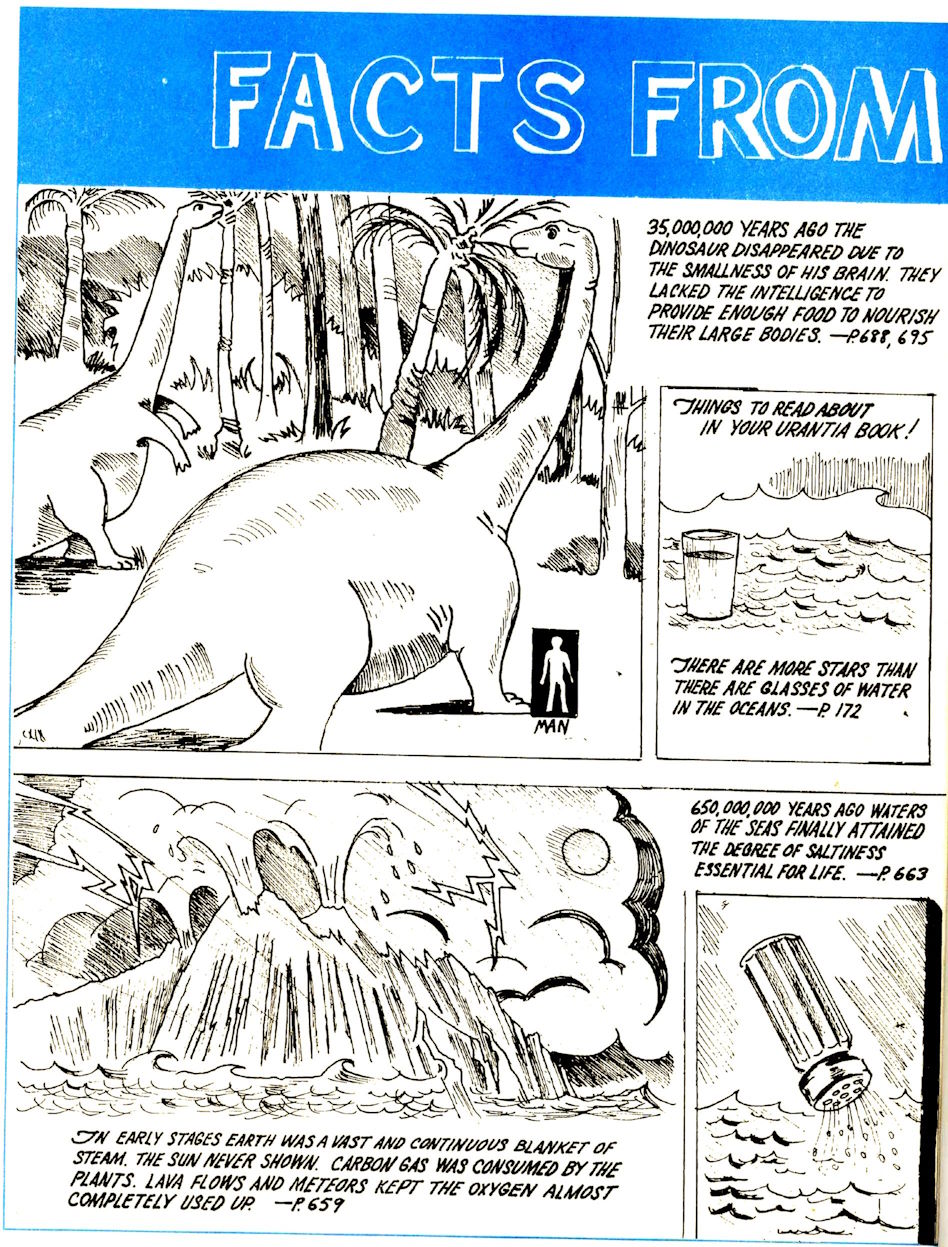 FACTS FROM
35,000,000 YEARS AGO THE
DINOSAUR DISAPPEARED DUE TO
THE SMALLNESS OF HIS BRAIN. THEY
LACKED THE INTELLIGENCE TO
PROVIDE ENOUGH FOOD TO NOURISH
THEIR LARGE BODIES. —P.688, 695
THINGS TO READ ABOUT
IN YOUR URANTIA BOOK!
THERE ARE MORE STARS THAN
THERE ARE GLASSES OF WATER
IN THE OCEANS. —P. 172
MAN
650,000,000 YEARS AGO WATERS
OF THE SEAS FINALLY ATTAINED
THE DEGREE OF SALTINESS
ESSENTIAL FOR LIFE. —P. 663
IN EARLY STAGES EARTH WAS A VAST AND CONTINUOUS BLANKET OF
STEAM. THE SUN NEVER SHOWN. CARBON GAS WAS CONSUMED BY THE
PLANTS. LAVA FLOWS AND METEORS KEPT THE OXYGEN ALMOST
COMPLETELY USED UP. —P. 659